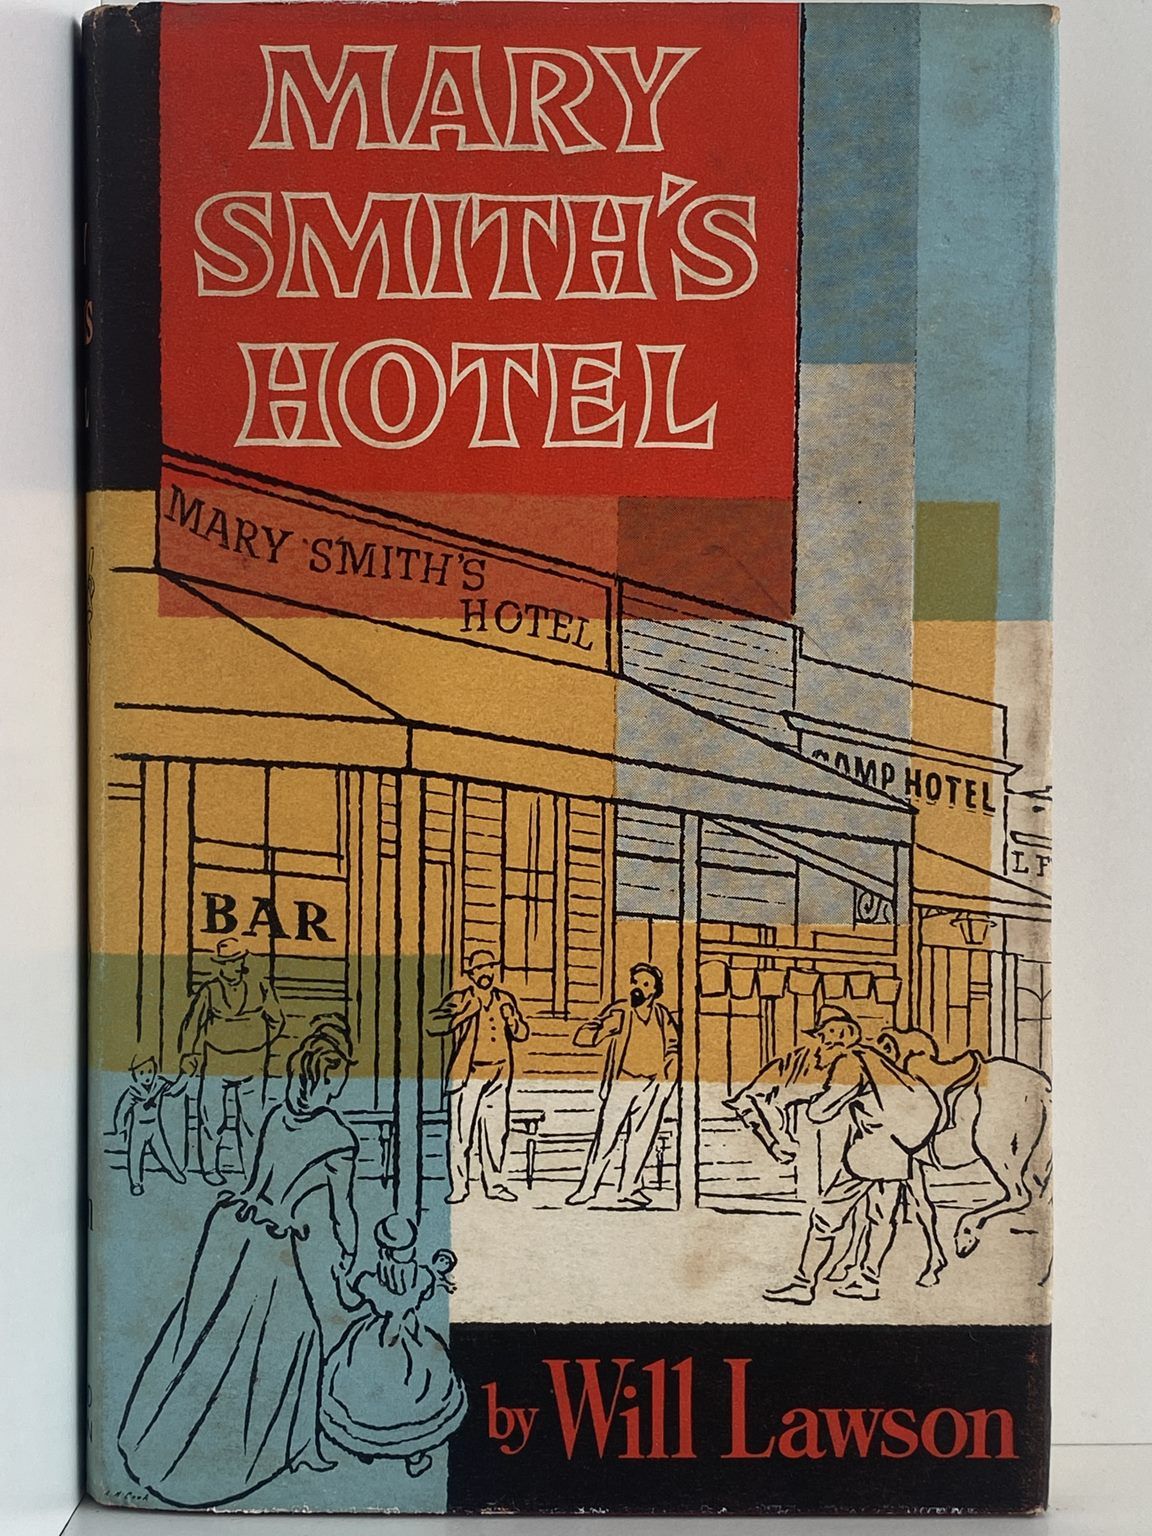 MARY
SMITH'S
HOTEL
MARY SMITH'S
HOTEL
CAMP HOTEL
BAR
by Will Lawson